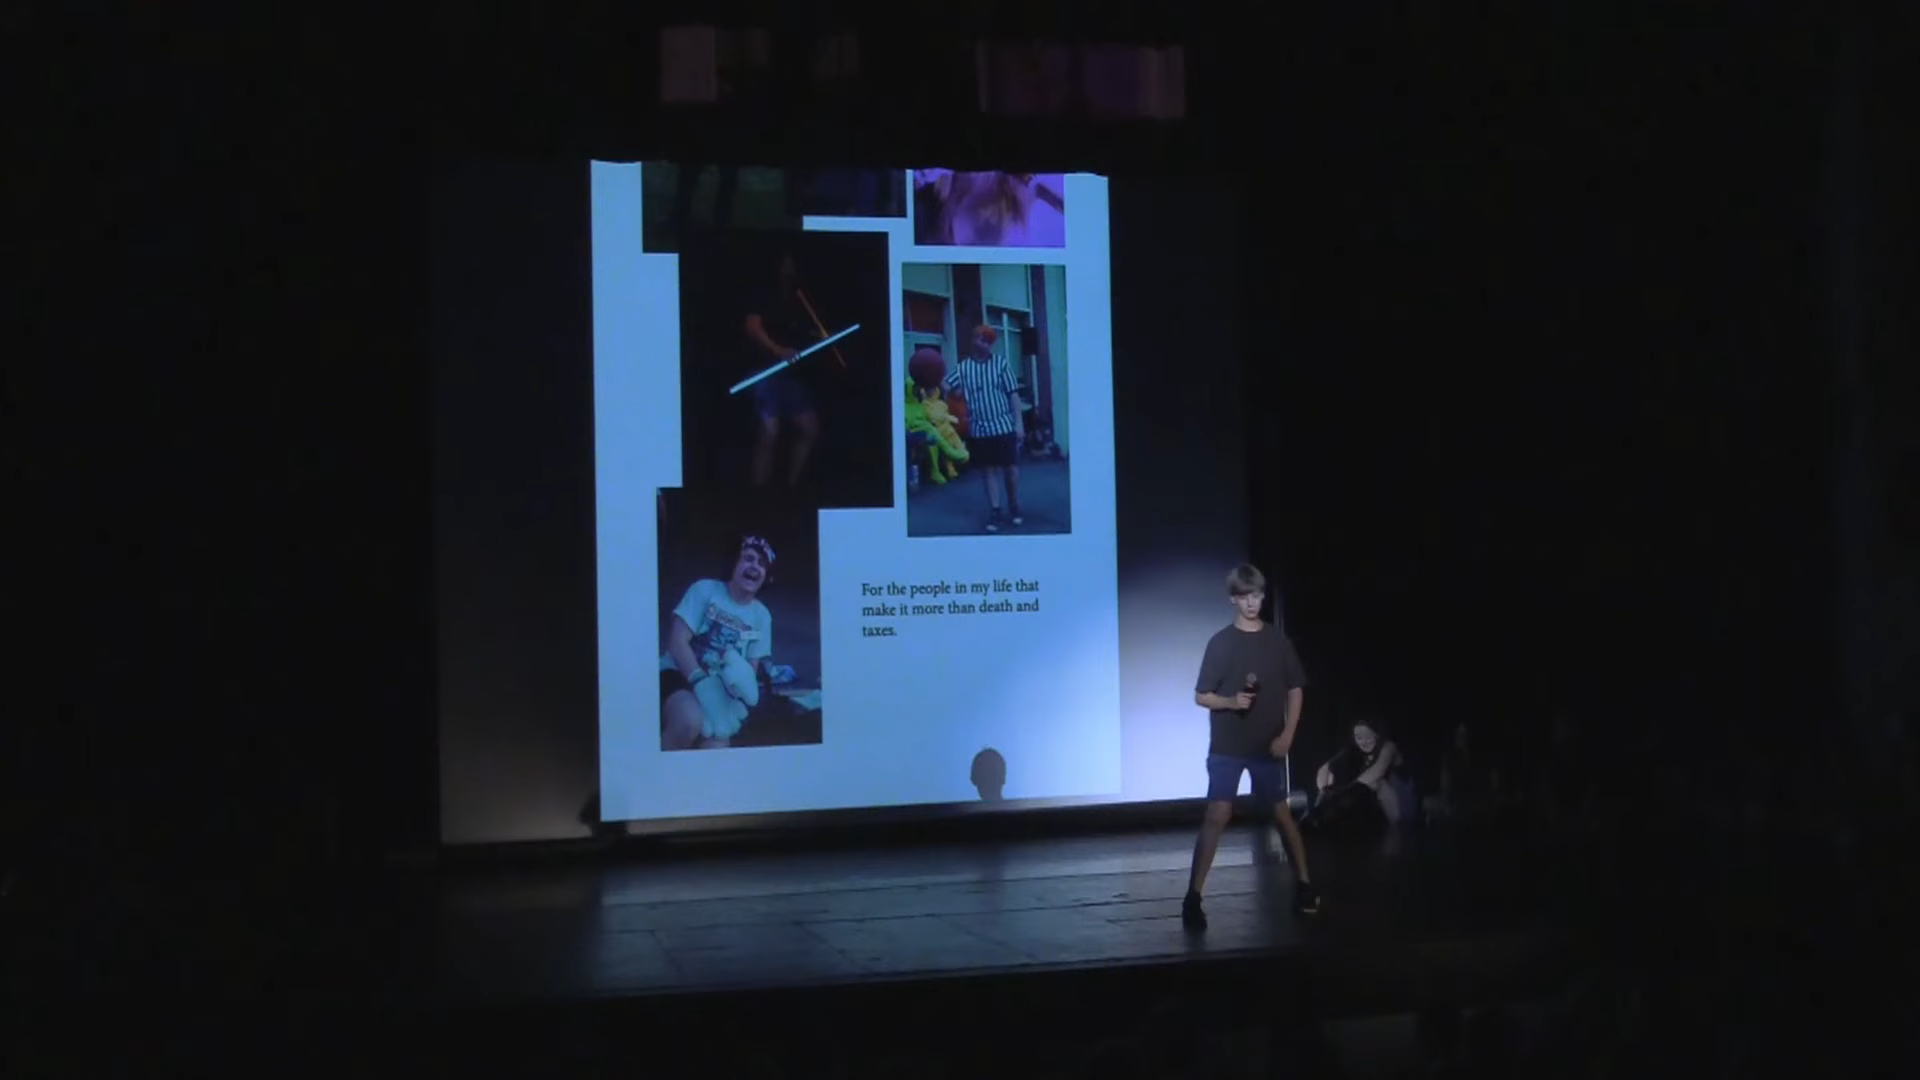 For the people in my life that
make it more than death and
taxes.